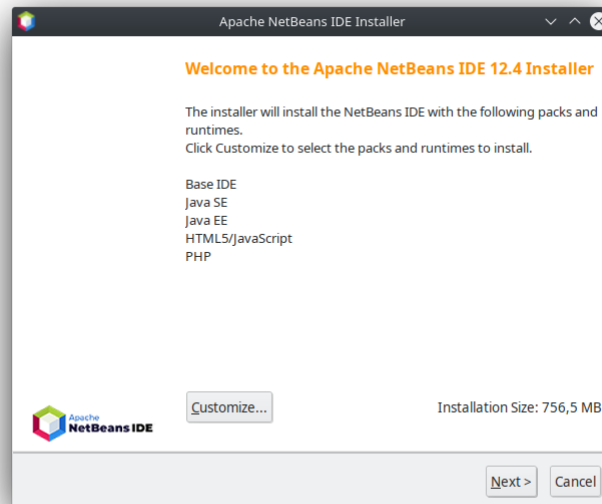 Apache NetBeans IDE Installer
Welcome to the Apache NetBeans IDE 12.4 Installer
The installer will install the NetBeans IDE with the following packs and
runtimes.
Click Customize to select the packs and runtimes to install.
Base IDE
Java SE
Java EE
HTML5/JavaScript
PHP
Customize...
Installation Size: 756,5 MB
Apache
NetBeans IDE
Next >
Cancel